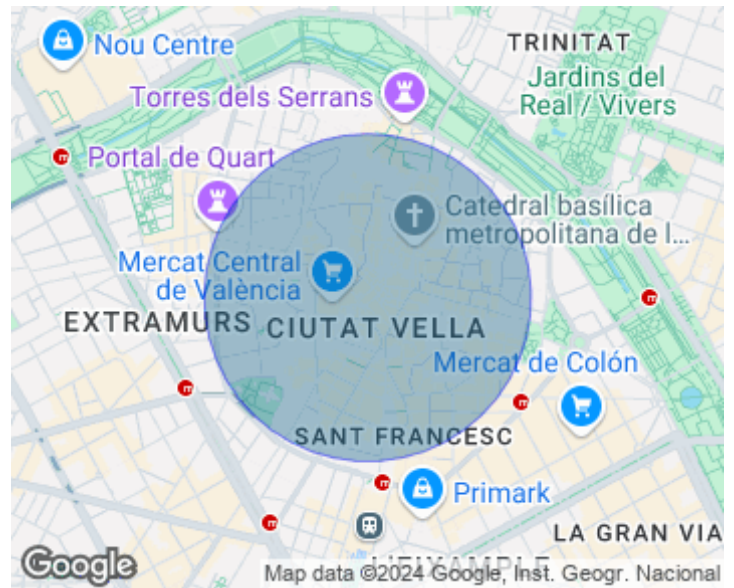 Nou Centre
TRINITAT
Torres dels Serrans
Jardins del
Real / Vivers
Portal de Quart
Catedral basílica
metropolitana de l...
Mercat Central
de València
EXTRAMURS
CIUTAT VELLA
Mercat de Colón
SANT FRANCESC
Primark
LA GRAN VIA
Google
Map data ©2024 Google, Inst. Geogr. Nacional